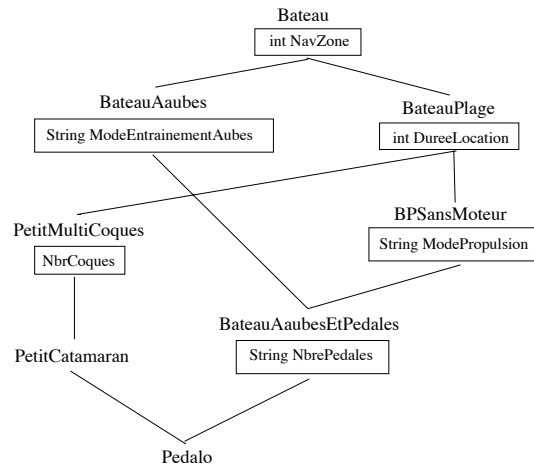 Bateau
int NavZone
BateauAaubes
String ModeEntrainementAubes
BateauPlage
int DureeLocation
PetitMultiCoques
NbrCoques
BPSansMoteur
String ModePropulsion
BateauAaubesEtPedales
String NbrePedales
PetitCatamaran
Pedalo